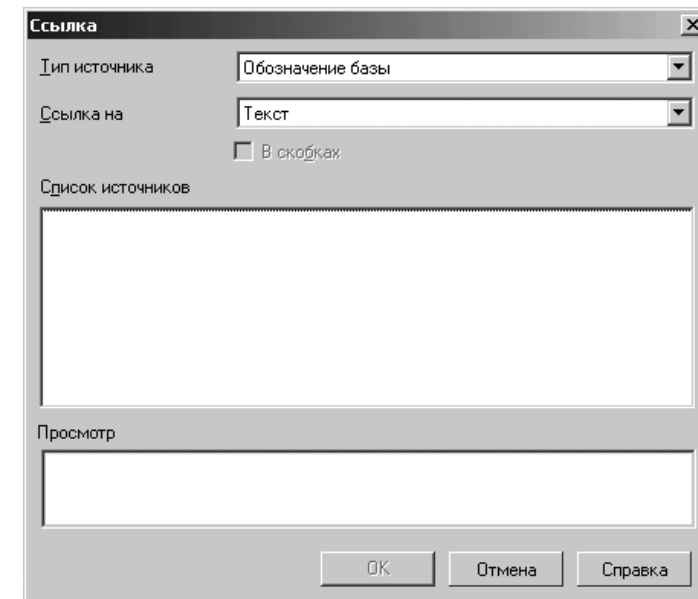 Ссылка
Тип источника Обозначение базы
Ссылка на Текст
В скобках
Список источников
Просмотр
OK Отмена Справка